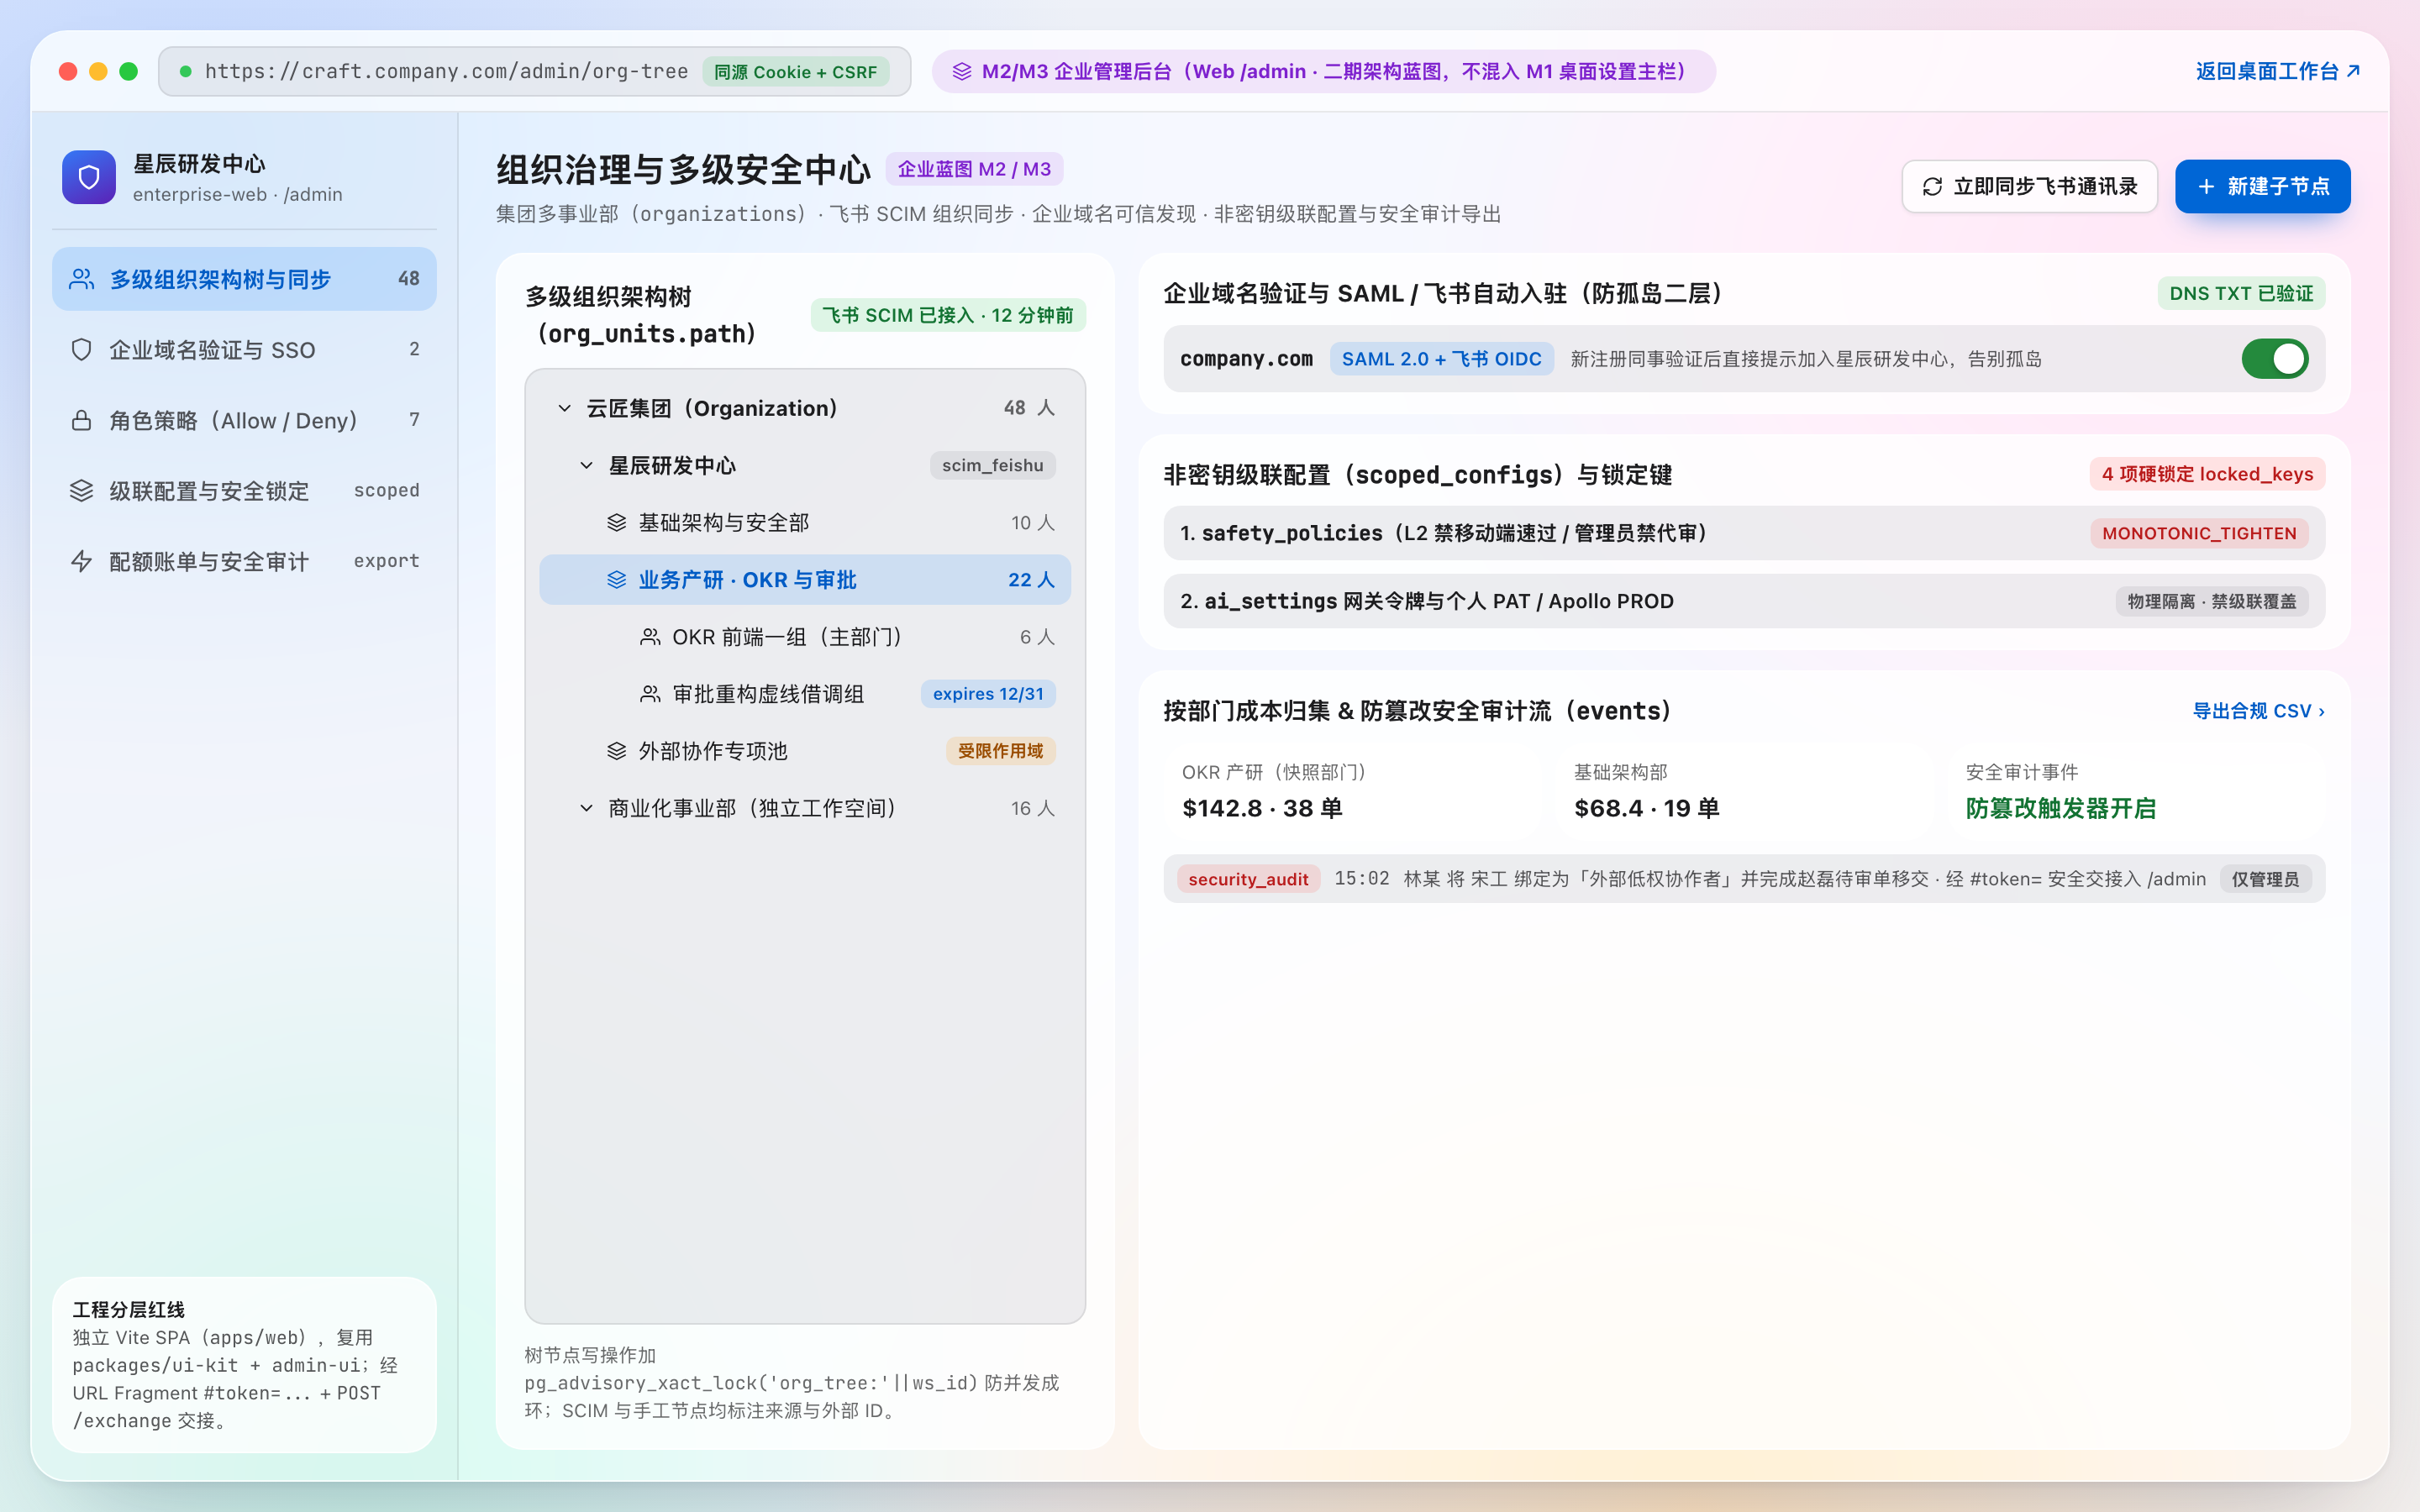 https://craft.company.com/admin/org-tree 同源 Cookie + CSRF
M2/M3 企业管理后台（Web /admin · 二期架构蓝图，不混入 M1 桌面设置主栏）
返回桌面工作台 ↗
星辰研发中心
enterprise-web · /admin
多级组织架构树与同步 48
企业域名验证与 SSO 2
角色策略（Allow / Deny） 7
级联配置与安全锁定 scoped
配额账单与安全审计 export
工程分层红线
独立 Vite SPA（apps/web），复用
packages/ui-kit + admin-ui；经
URL Fragment #token=... + POST
/exchange 交接。
组织治理与多级安全中心 企业蓝图 M2 / M3
集团多事业部（organizations）· 飞书 SCIM 组织同步 · 企业域名可信发现 · 非密钥级联配置与安全审计导出
立即同步飞书通讯录
新建子节点
多级组织架构树
（org_units.path）
飞书 SCIM 已接入 · 12 分钟前
云匠集团（Organization） 48 人
星辰研发中心 scim_feishu
基础架构与安全部 10 人
业务产研 · OKR 与审批 22 人
OKR 前端一组（主部门） 6 人
审批重构虚线借调组 expires 12/31
外部协作专项池 受限作用域
商业化事业部（独立工作空间） 16 人
树节点写操作加
pg_advisory_xact_lock('org_tree:'||ws_id) 防并发成
环；SCIM 与手工节点均标注来源与外部 ID。
企业域名验证与 SAML / 飞书自动入驻（防孤岛二层） DNS TXT 已验证
company.com SAML 2.0 + 飞书 OIDC 新注册同事验证后直接提示加入星辰研发中心，告别孤岛
非密钥级联配置（scoped_configs）与锁定键 4 项硬锁定 locked_keys
1. safety_policies（L2 禁移动端速过 / 管理员禁代审） MONOTONIC_TIGHTEN
2. ai_settings 网关令牌与个人 PAT / Apollo PROD 物理隔离 · 禁级联覆盖
按部门成本归集 & 防篡改安全审计流（events） 导出合规 CSV ›
OKR 产研（快照部门）
$142.8 · 38 单
基础架构部
$68.4 · 19 单
安全审计事件
防篡改触发器开启
security_audit 15:02 林某 将 宋工 绑定为「外部低权协作者」并完成赵磊待审单移交 · 经 #token= 安全交接入 /admin 仅管理员